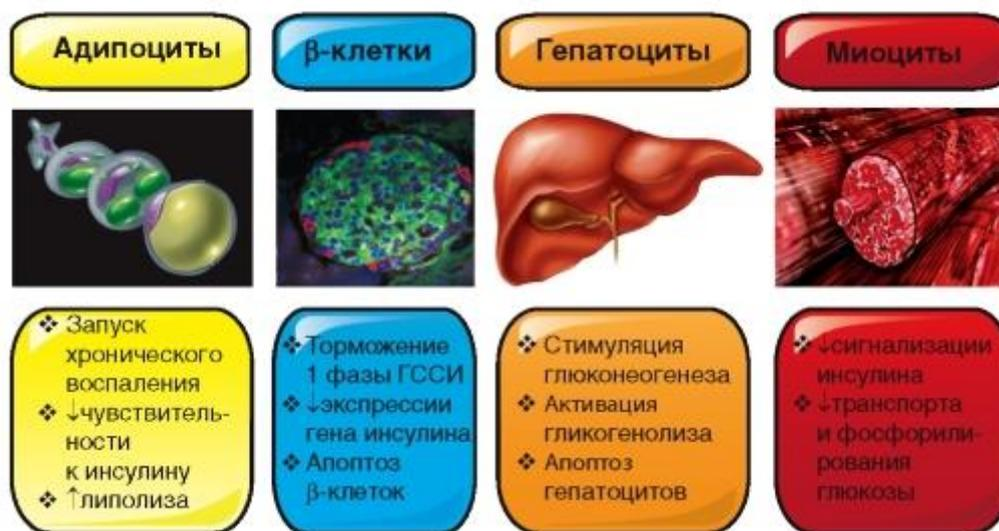 Адипоциты
β-клетки
Гепатоциты
Миоциты
❖ Запуск
хронического
воспаления
❖ ↓чувствитель-
ности
к инсулину
❖ ↑липолиза
❖ Торможение
1 фазы ГССИ
❖ ↓экспрессии
гена инсулина
❖ Апоптоз
β-клеток
❖ Стимуляция
глюконеогенеза
❖ Активация
гликогенолиза
❖ Апоптоз
гепатоцитов
❖ ↓сигнализации
инсулина
❖ ↓транспорта
и фосфорили-
рования
глюкозы